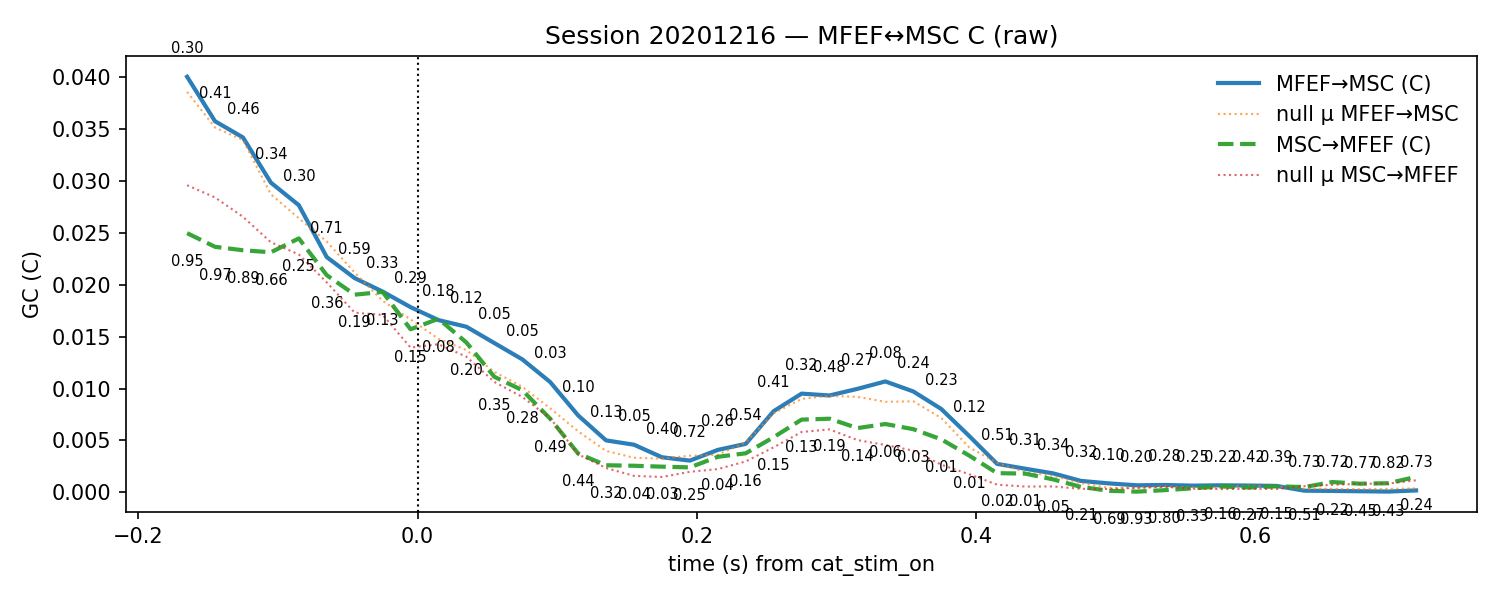 Session 20201216 — MFEF↔MSC C (raw)
MFEF→MSC (C)
null μ MFEF→MSC
MSC→MFEF (C)
null μ MSC→MFEF
GC (C)
0.040
0.035
0.030
0.025
0.020
0.015
0.010
0.005
0.000
0.30 0.41 0.46 0.34 0.30 0.71 0.59 0.33 0.29 0.18 0.12 0.05 0.05 0.03 0.10 0.13 0.05 0.40 0.72 0.26 0.54 0.41 0.32 0.48 0.27 0.08 0.24 0.23 0.12 0.51 0.31 0.34 0.32 0.10 0.20 0.28 0.25 0.22 0.42 0.39 0.73 0.72 0.77 0.82 0.73
0.95 0.97 0.89 0.66 0.25 0.36 0.19 0.13 0.15 0.08 0.20 0.35 0.28 0.49 0.44 0.32 0.04 0.03 0.25 0.04 0.16 0.15 0.13 0.19 0.14 0.06 0.03 0.01 0.01 0.02 0.01 0.05 0.21 0.69 0.93 0.80 0.33 0.16 0.27 0.15 0.51 0.22 0.45 0.43 0.24
−0.2 0.0 0.2 0.4 0.6
time (s) from cat_stim_on